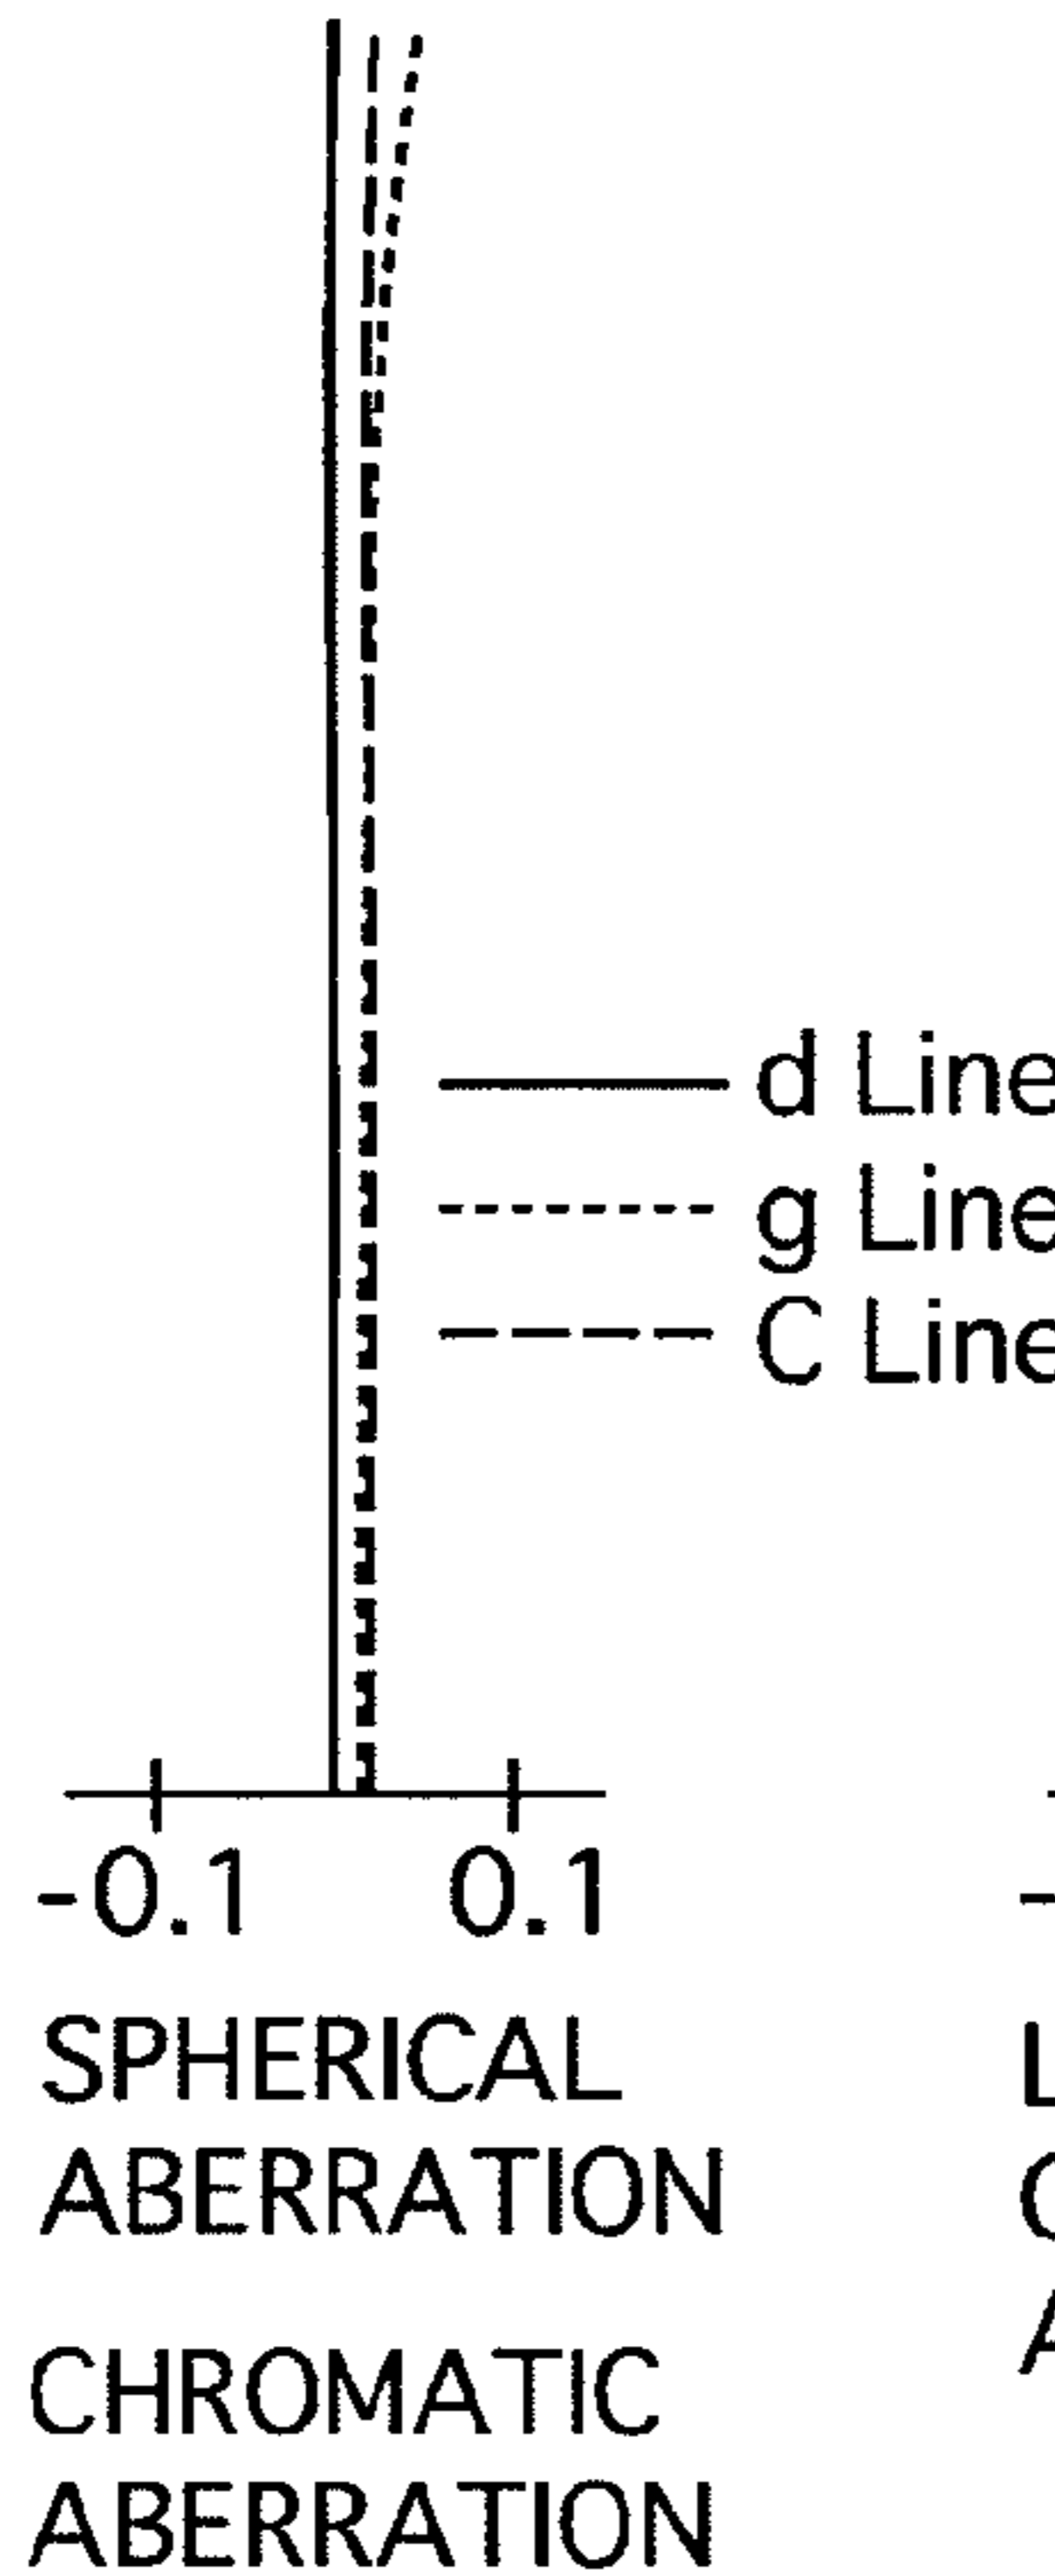 d Line
g Line
C Line
-0.1 0.1
SPHERICAL
ABERRATION
CHROMATIC
ABERRATION